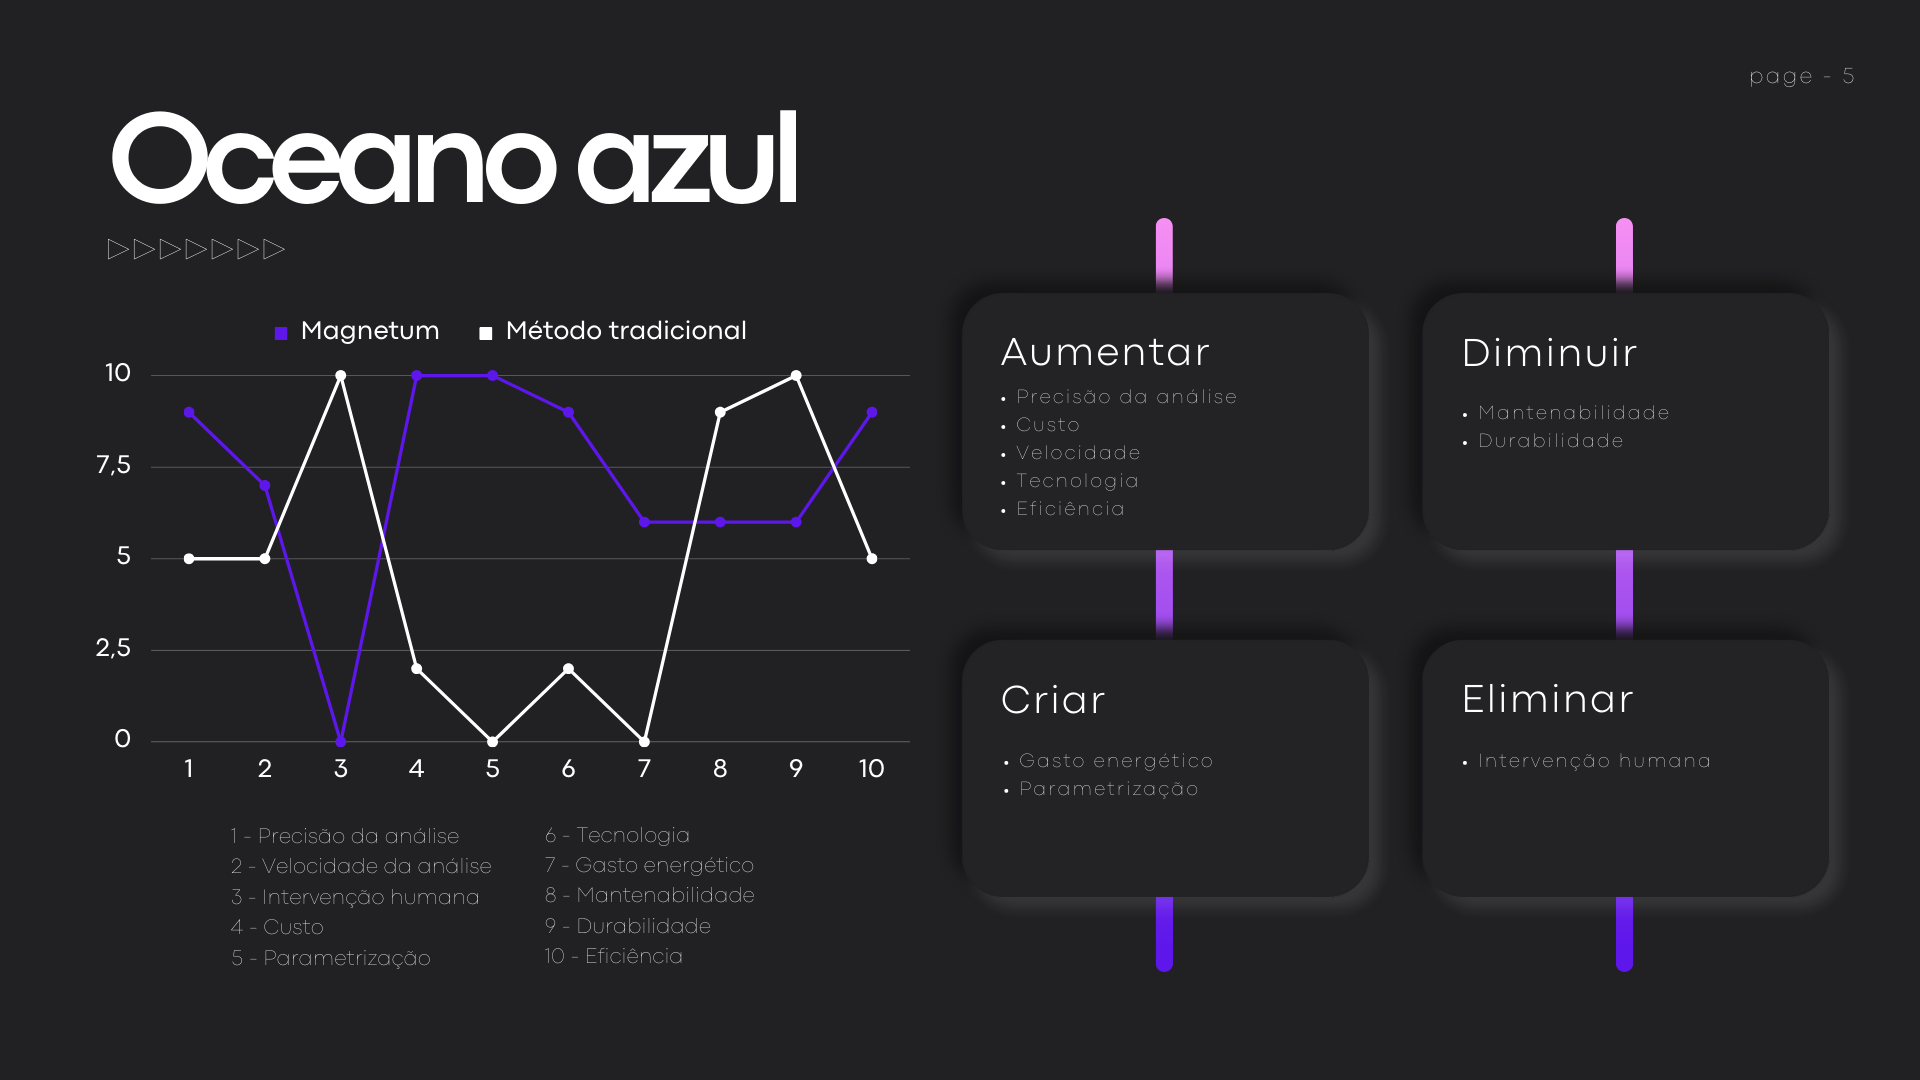 page - 5
Oceano azul
Magnetum
Método tradicional
10
7,5
5
2,5
0
1 2 3 4 5 6 7 8 9 10
1 - Precisão da análise
2 - Velocidade da análise
3 - Intervenção humana
4 - Custo
5 - Parametrização
6 - Tecnologia
7 - Gasto energético
8 - Mantenabilidade
9 - Durabilidade
10 - Eficiência
Aumentar
• Precisão da análise
• Custo
• Velocidade
• Tecnologia
• Eficiência
Diminuir
• Mantenabilidade
• Durabilidade
Criar
• Gasto energético
• Parametrização
Eliminar
• Intervenção humana